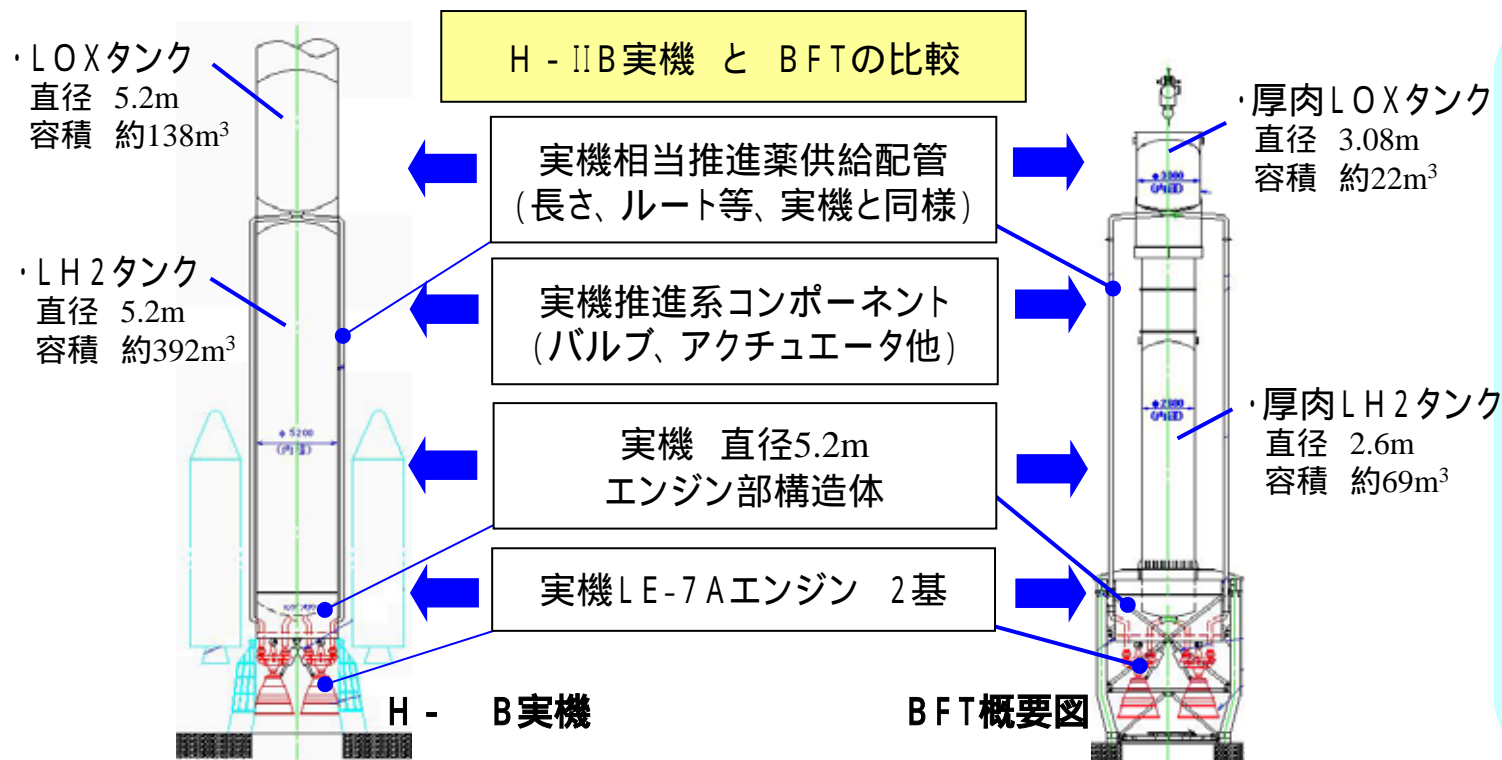 H-IIB実機 と BFTの比較
・LOXタンク
直径 5.2m
容積 約138m³
・LH2タンク
直径 5.2m
容積 約392m³
実機相当推進薬供給配管
(長さ、ルート等、実機と同様)
実機推進系コンポーネント
(バルブ、アクチュエータ他)
実機 直径5.2m
エンジン部構造体
実機LE-7Aエンジン 2基
・厚肉LOXタンク
直径 3.08m
容積 約22m³
・厚肉LH2タンク
直径 2.6m
容積 約69m³
φ5200
(内径)
H- B実機
BFT概要図